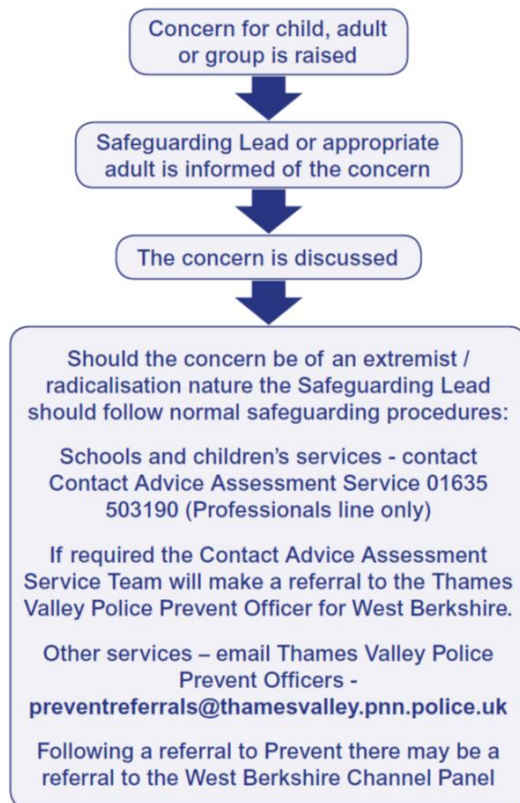 Concern for child, adult
or group is raised
Safeguarding Lead or appropriate
adult is informed of the concern
The concern is discussed
Should the concern be of an extremist /
radicalisation nature the Safeguarding Lead
should follow normal safeguarding procedures:
Schools and children’s services - contact
Contact Advice Assessment Service 01635
503190 (Professionals line only)
If required the Contact Advice Assessment
Service Team will make a referral to the Thames
Valley Police Prevent Officer for West Berkshire.
Other services – email Thames Valley Police
Prevent Officers -
preventreferrals@thamesvalley.pnn.police.uk
Following a referral to Prevent there may be a
referral to the West Berkshire Channel Panel